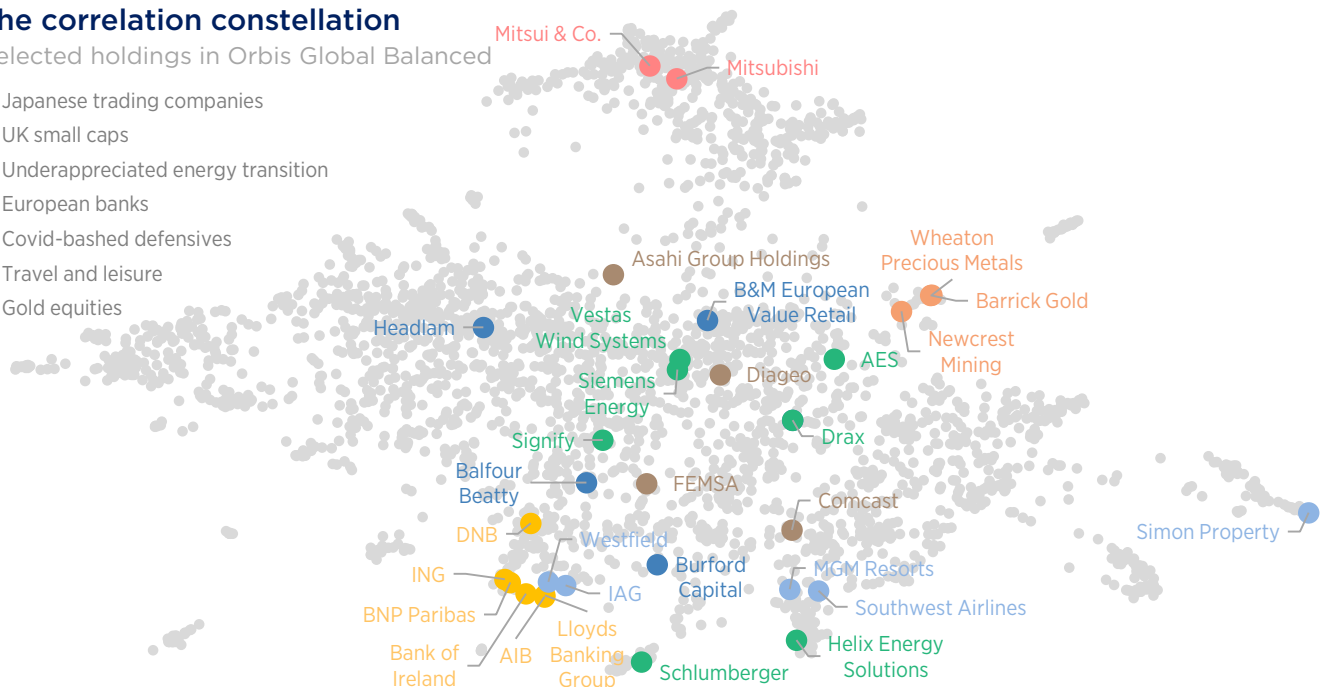 he correlation constellation
elected holdings in Orbis Global Balanced
Japanese trading companies
UK small caps
Underappreciated energy transition
European banks
Covid-bashed defensives
Travel and leisure
Gold equities
Mitsui & Co.
Mitsubishi
Wheaton
Precious Metals
Barrick Gold
Newcrest
Mining
Asahi Group Holdings
B&M European
Value Retail
Headlam
Vestas
Wind Systems
Siemens
Energy
Diageo
AES
Drax
Signify
Balfour
Beatty
FEMSA
Comcast
Simon Property
DNB
Westfield
ING
IAG
Burford
Capital
MGM Resorts
Southwest Airlines
BNP Paribas
Bank of
Ireland
AIB
Lloyds
Banking
Group
Schlumberger
Helix Energy
Solutions